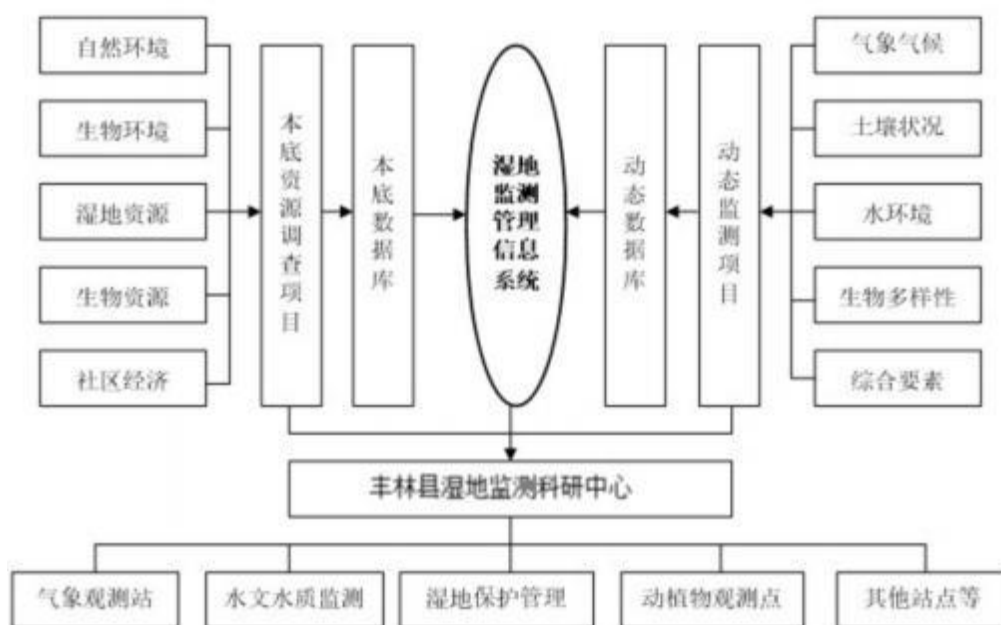 自然环境
生物环境
湿地资源
生物资源
社区经济
本底资源调查项目
本底数据库
湿地
监测
管理
信息
系统
动态数据库
动态监测项目
气象气候
土壤状况
水环境
生物多样性
综合要素
丰林县湿地监测科研中心
气象观测站
水文水质监测
湿地保护管理
动植物观测点
其他站点等